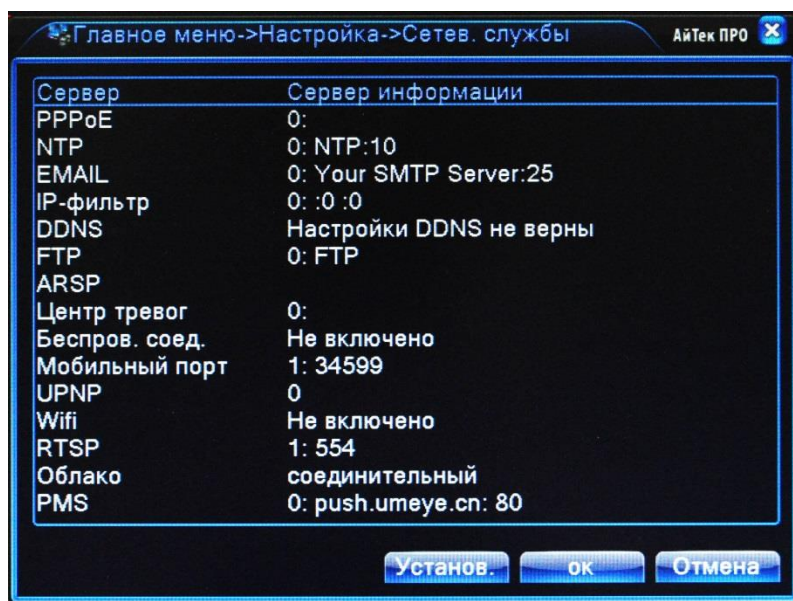 Главное меню->Настройка->Сетев. службы АйТек ПРО
Сервер Сервер информации
PPPoE 0:
NTP 0: NTP:10
EMAIL 0: Your SMTP Server:25
IP-фильтр 0: :0 :0
DDNS Настройки DDNS не верны
FTP 0: FTP
ARSP
Центр тревог 0:
Беспров. соед. Не включено
Мобильный порт 1: 34599
UPNP 0
Wifi Не включено
RTSP 1: 554
Облако соединительный
PMS 0: push.umeye.cn: 80
Установ. ок Отмена